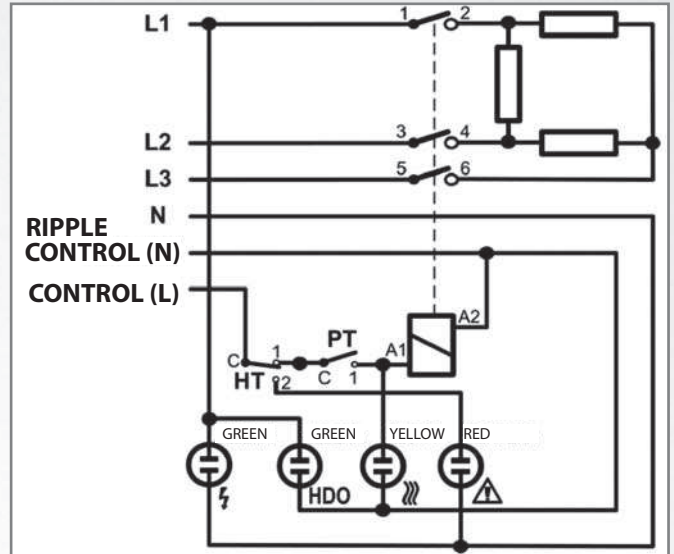 L1 1 2
L2 3 4
L3 5 6
N
RIPPLE
CONTROL (N)
CONTROL (L)
A2
PT A1
C 1
HT 2 C 1
GREEN GREEN YELLOW RED
HDO